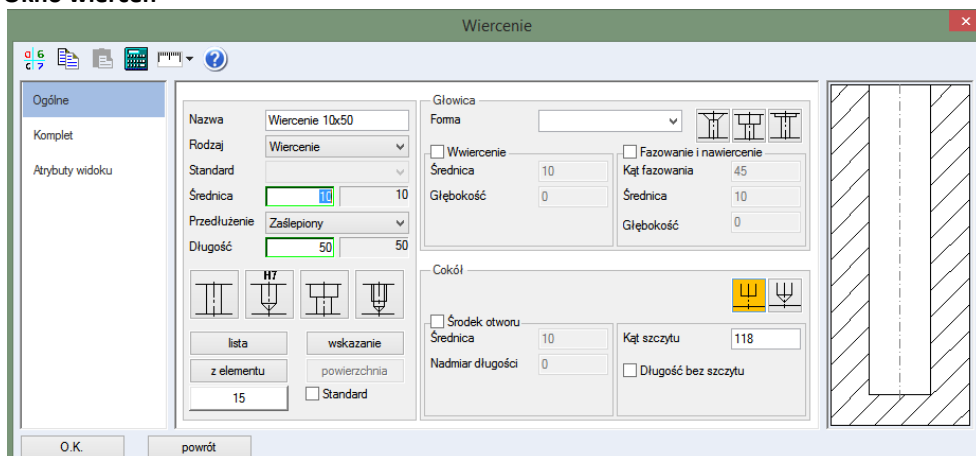 Okno wierceń
Wiercenie
Ogólne
Komplet
Atrybuty widoku
Nazwa Wiercenie 10x50
Rodzaj Wiercenie
Standard
Średnica 10 10
Przedłużenie Zaślepiony
Długość 50 50
H7
lista wskazanie
z elementu powierzchnia
15 Standard
Głowica
Forma
Wwiercenie
Średnica 10
Głębokość 0
Fazowanie i nawiercenie
Kąt fazowania 45
Średnica 10
Głębokość 0
Cokół
Środek otworu
Średnica 10
Nadmiar długości 0
Kąt szczytu 118
Długość bez szczytu
O.K. powrót